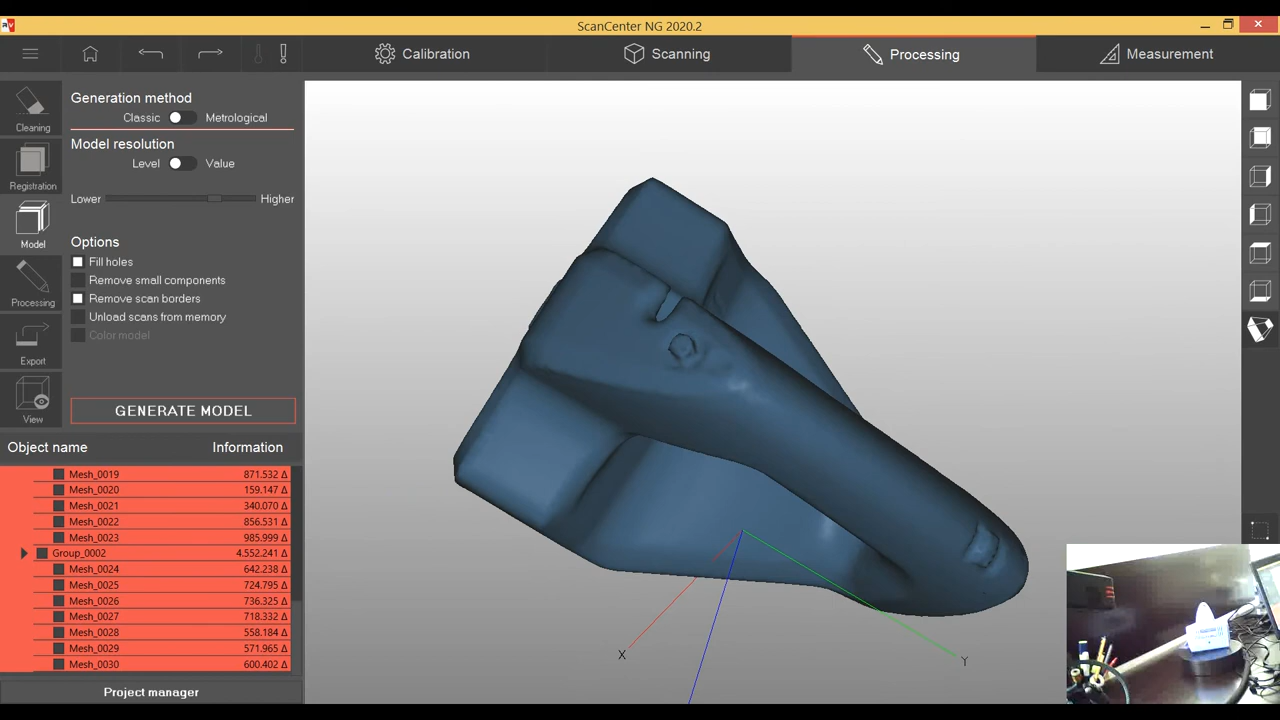 ScanCenter NG 2020.2
Calibration
Scanning
Processing
Measurement
Cleaning
Registration
Model
Processing
Export
View
Generation method
Classic Metrological
Model resolution
Level Value
Lower Higher
Options
Fill holes
Remove small components
Remove scan borders
Unload scans from memory
Color model
GENERATE MODEL
Object name Information
Mesh_0019 871.532 Δ
Mesh_0020 159.147 Δ
Mesh_0021 340.070 Δ
Mesh_0022 856.531 Δ
Mesh_0023 985.999 Δ
Group_0002 4.552.241 Δ
Mesh_0024 642.238 Δ
Mesh_0025 724.795 Δ
Mesh_0026 736.325 Δ
Mesh_0027 718.332 Δ
Mesh_0028 558.184 Δ
Mesh_0029 571.965 Δ
Mesh_0030 600.402 Δ
Project manager
X
Y